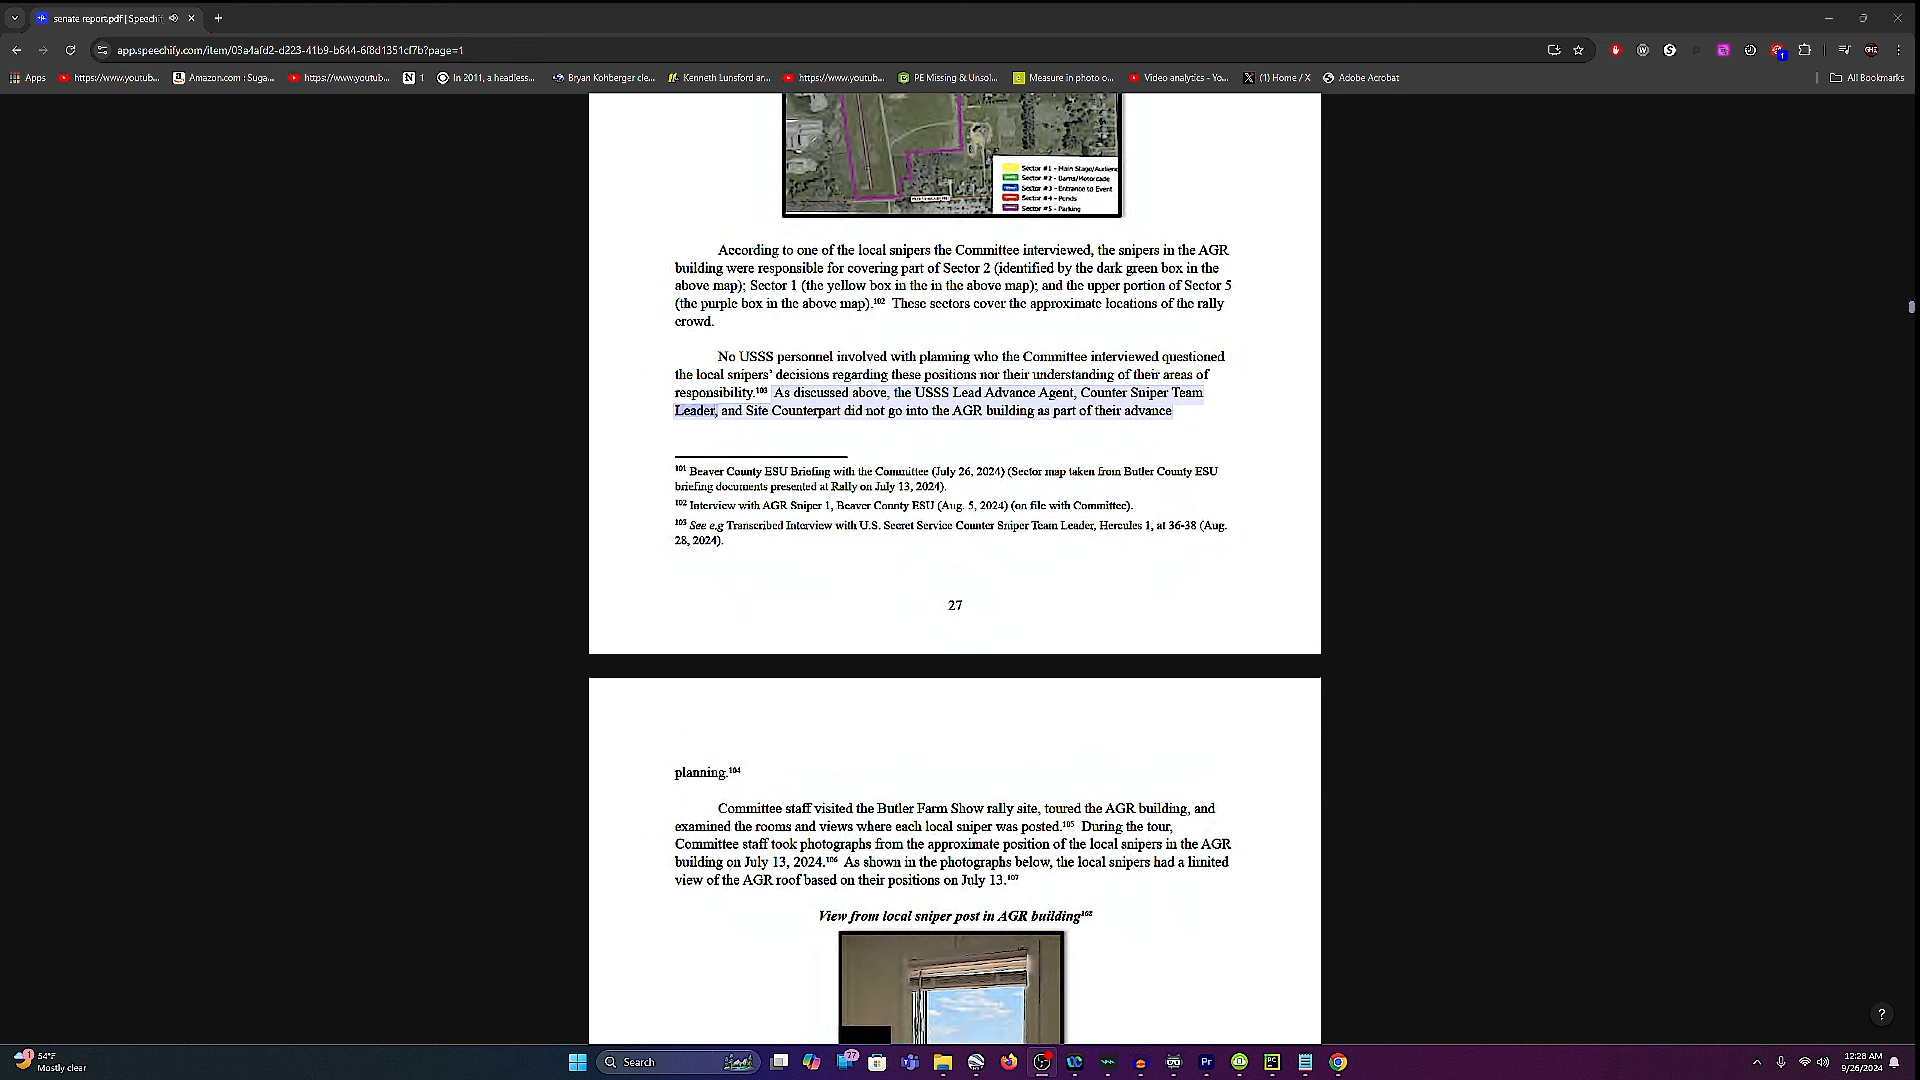 senate report.pdf | Speechif
app.speechify.com/item/03a4afd2-d223-41b9-b644-6f8d1351cf7b?page=1
Apps https://www.youtub... Amazon.com : Suga... https://www.youtub... 1 In 2011, a headless... Bryan Kohberger cle... Kenneth Lunsford ar... https://www.youtub... PE Missing & Unsol... Measure in photo o... Video analytics - Yo... (1) Home / X Adobe Acrobat All Bookmarks
Sector #1 - Main Stage/Audienc
Sector #2 - Barns/Motorcade
Sector #3 - Entrance to Event
Sector #4 - Ponds
Sector #5 - Parking
According to one of the local snipers the Committee interviewed, the snipers in the AGR
building were responsible for covering part of Sector 2 (identified by the dark green box in the
above map); Sector 1 (the yellow box in the in the above map); and the upper portion of Sector 5
(the purple box in the above map).102 These sectors cover the approximate locations of the rally
crowd.
No USSS personnel involved with planning who the Committee interviewed questioned
the local snipers' decisions regarding these positions nor their understanding of their areas of
responsibility.103 As discussed above, the USSS Lead Advance Agent, Counter Sniper Team
Leader, and Site Counterpart did not go into the AGR building as part of their advance
101 Beaver County ESU Briefing with the Committee (July 26, 2024) (Sector map taken from Butler County ESU
briefing documents presented at Rally on July 13, 2024).
102 Interview with AGR Sniper 1, Beaver County ESU (Aug. 5, 2024) (on file with Committee).
103 See e.g Transcribed Interview with U.S. Secret Service Counter Sniper Team Leader, Hercules 1, at 36-38 (Aug.
28, 2024).
27
planning.104
Committee staff visited the Butler Farm Show rally site, toured the AGR building, and
examined the rooms and views where each local sniper was posted.105 During the tour,
Committee staff took photographs from the approximate position of the local snipers in the AGR
building on July 13, 2024.106 As shown in the photographs below, the local snipers had a limited
view of the AGR roof based on their positions on July 13.107
View from local sniper post in AGR building108
?
54°F
Mostly clear
Search
77
12:28 AM
9/26/2024